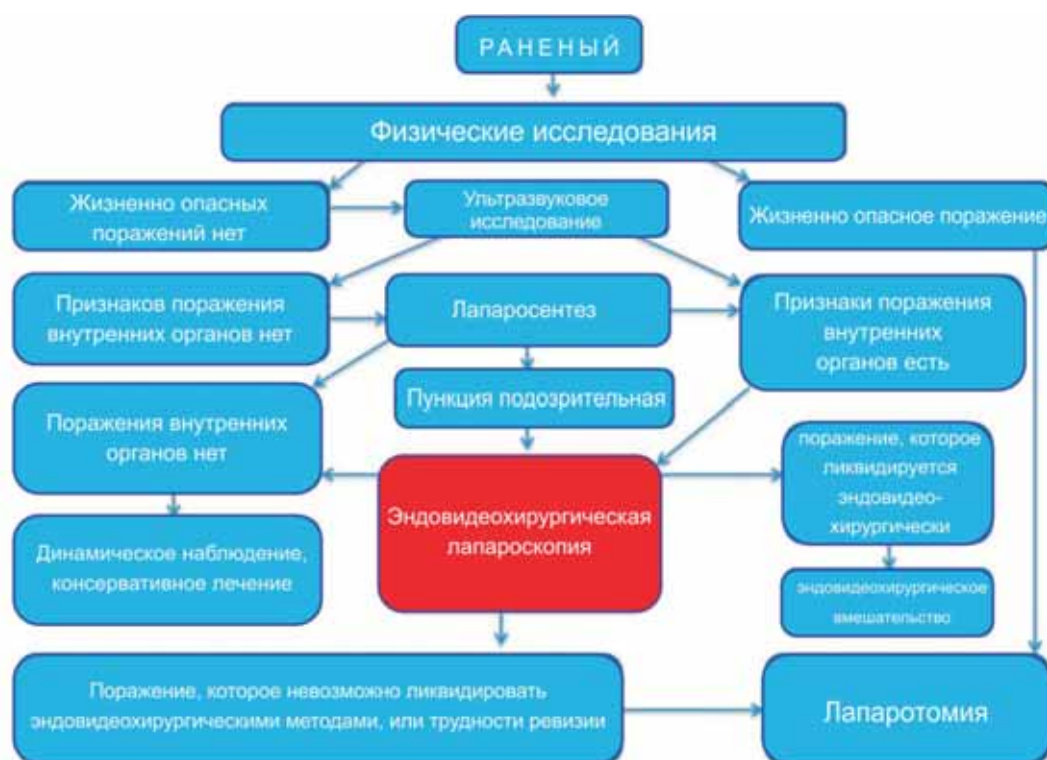 РАНЕНЫЙ
Физические исследования
Жизненно опасных
поражений нет
Ультразвуковое
исследование
Жизненно опасное поражение
Признаков поражения
внутренних органов нет
Лапаросентез
Признаки поражения
внутренних
органов есть
Поражения внутренних
органов нет
Пункция подозрительная
поражение, которое
ликвидируется
эндовидео-
хирургически
Эндовидеохирургическая
лапароскопия
Динамическое наблюдение,
консервативное лечение
эндовидеохирургическое
вмешательство
Поражение, которое невозможно ликвидировать
эндовидеохирургическими методами, или трудности ревизии
Лапаротомия